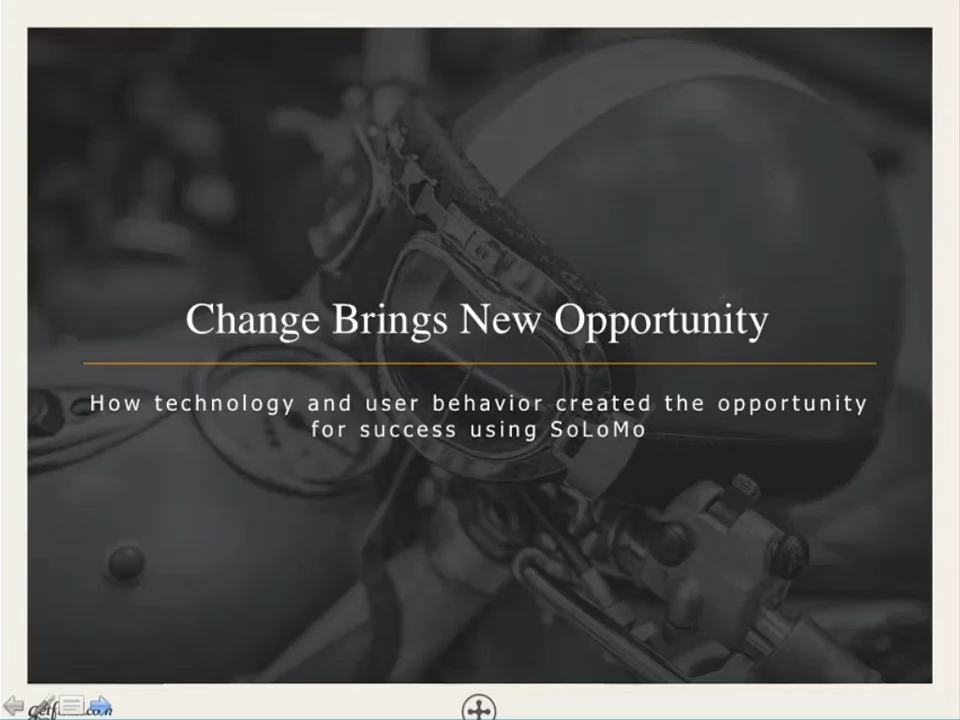 Change Brings New Opportunity
How technology and user behavior created the opportunity
for success using SoLoMo